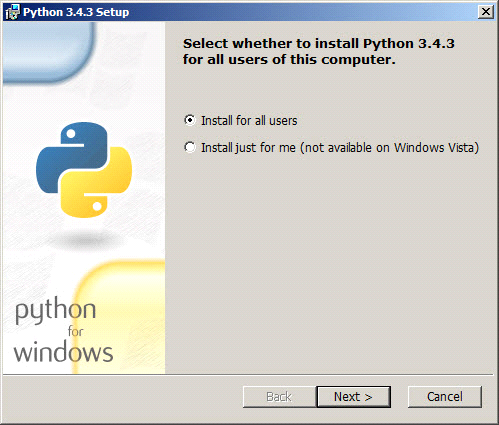 Python 3.4.3 Setup
Select whether to install Python 3.4.3
for all users of this computer.
Install for all users
Install just for me (not available on Windows Vista)
python
for
windows
Back
Next >
Cancel